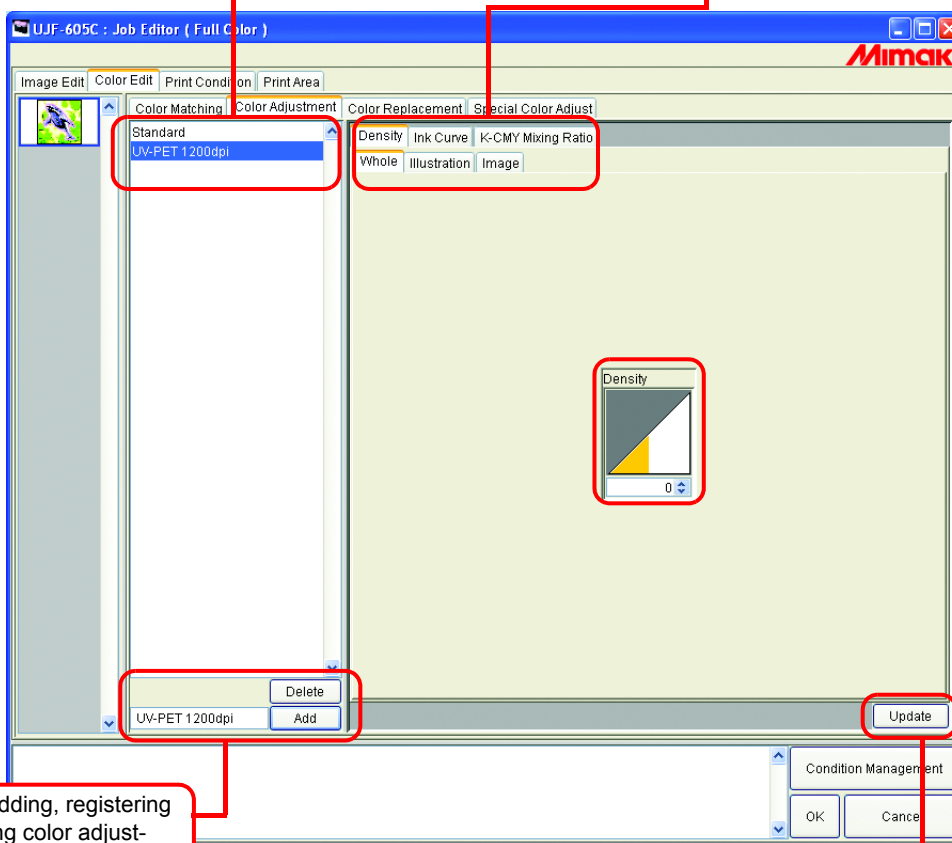 UJF-605C : Job Editor ( Full Color )
Mimak
Image Edit Color Edit Print Condition Print Area
Color Matching Color Adjustment Color Replacement Special Color Adjust
Standard
UV-PET 1200dpi
Density Ink Curve K-CMY Mixing Ratio
Whole Illustration Image
Density
0
Delete
UV-PET 1200dpi Add
Update
Condition Management
OK Cancel
dding, registering
ng color adjust-